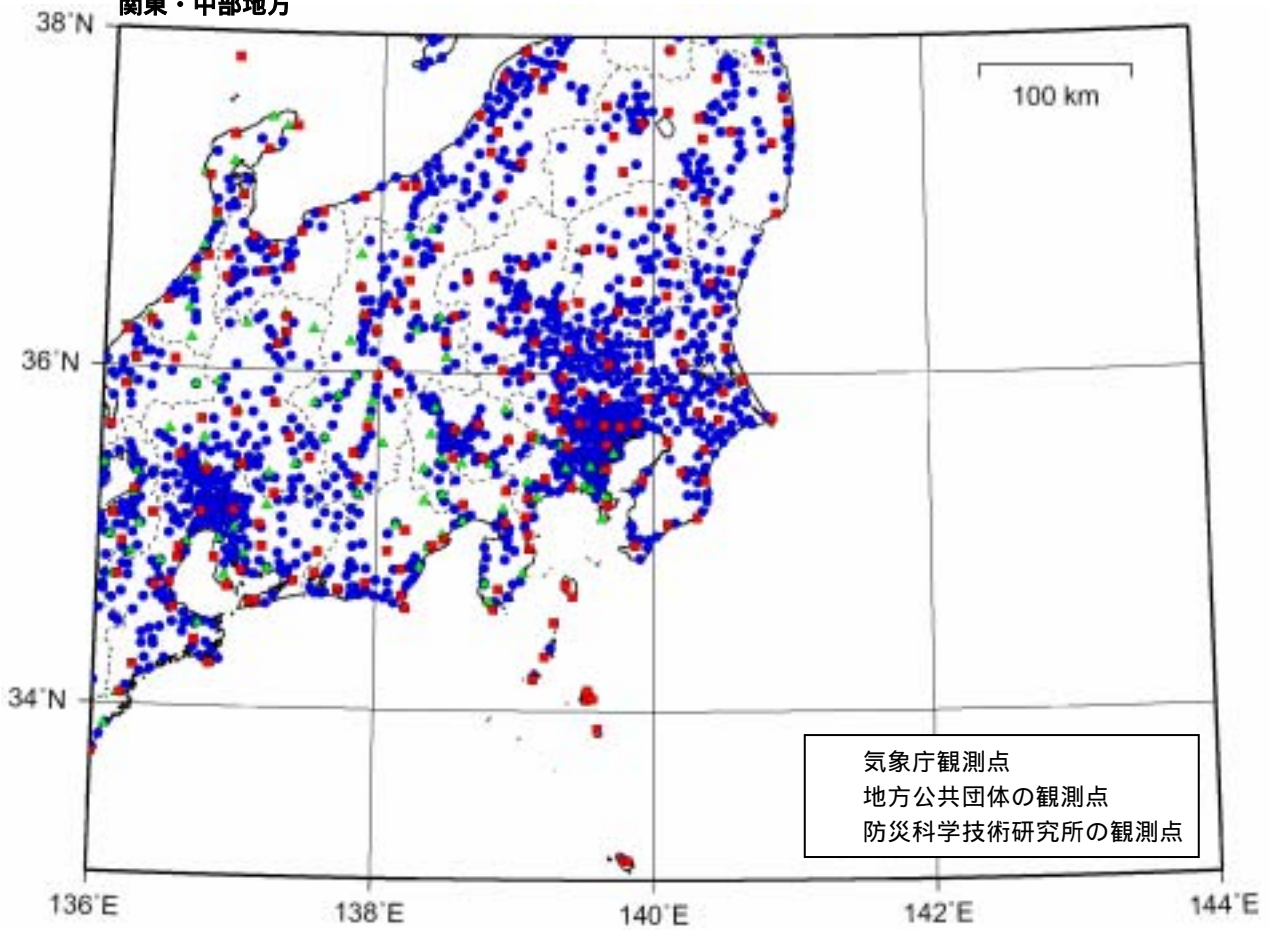 関東・中部地方
38°N
100 km
36°N
34°N
気象庁観測点
地方公共団体の観測点
防災科学技術研究所の観測点
136°E
138°E
140°E
142°E
144°E